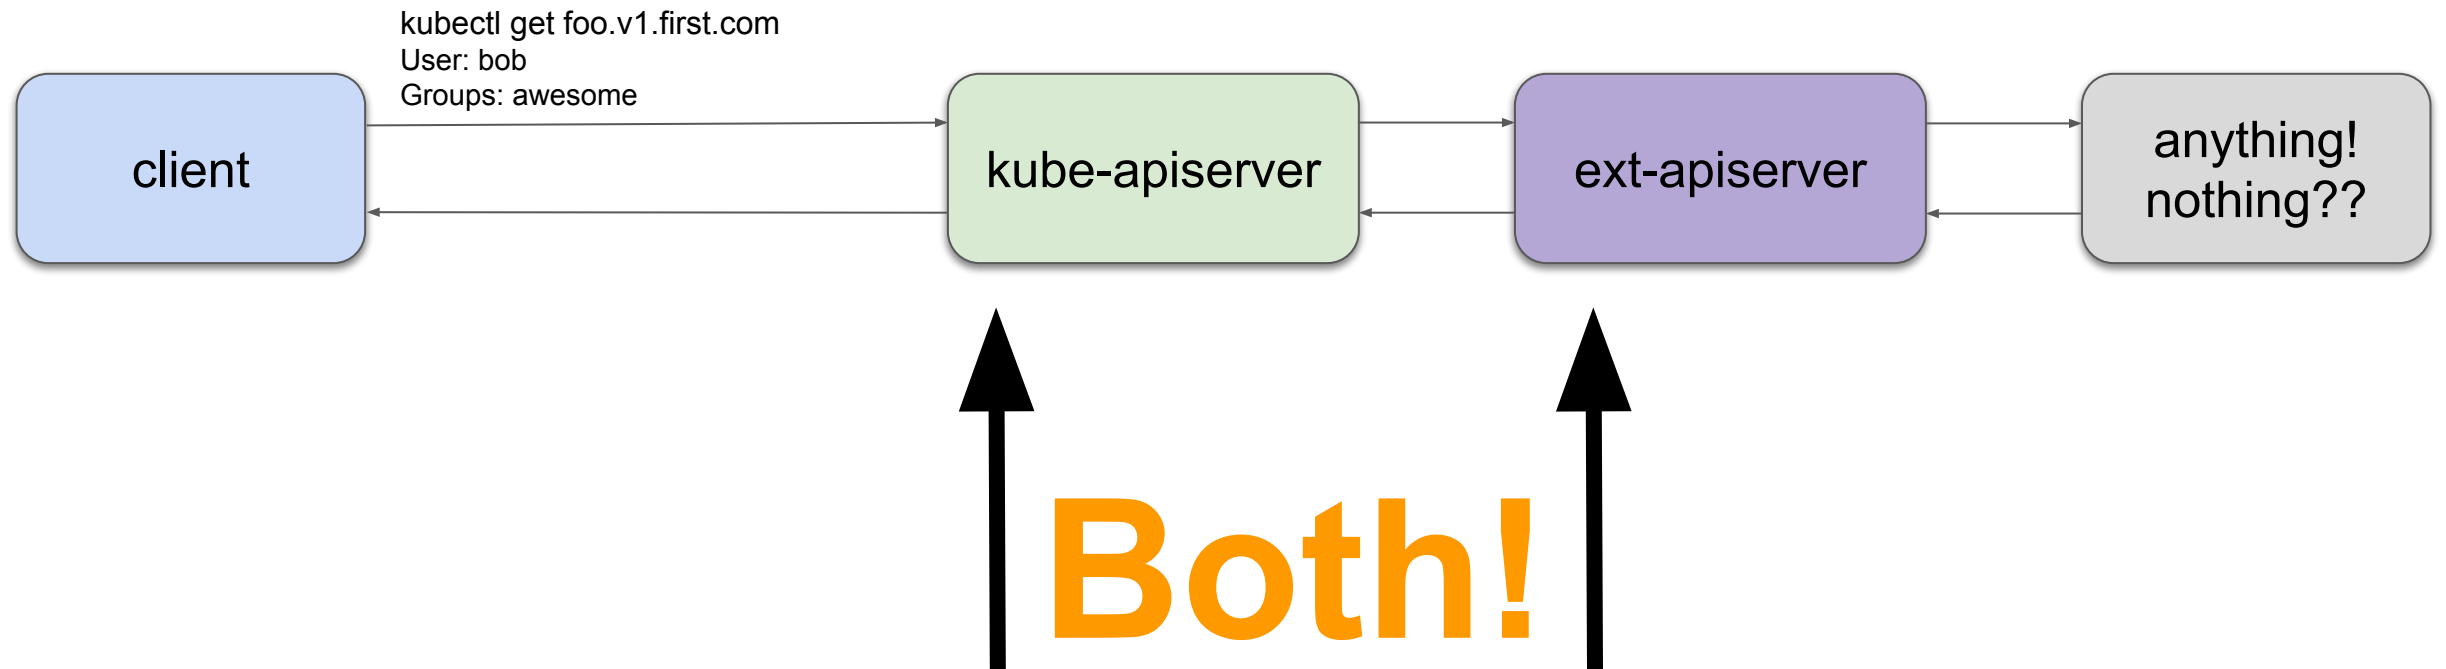 kubectl get foo.v1.first.com
User: bob
Groups: awesome
client
kube-apiserver
ext-apiserver
anything!
nothing??
Both!